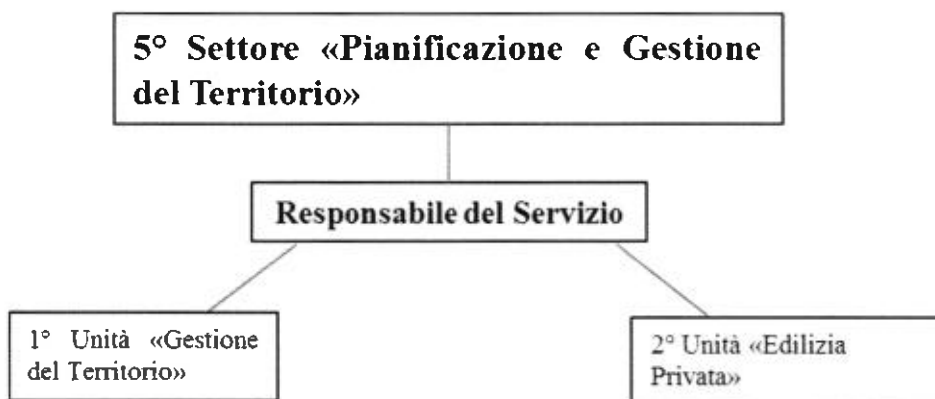 5° Settore «Pianificazione e Gestione
del Territorio»
Responsabile del Servizio
1° Unità «Gestione
del Territorio»
2° Unità «Edilizia
Privata»